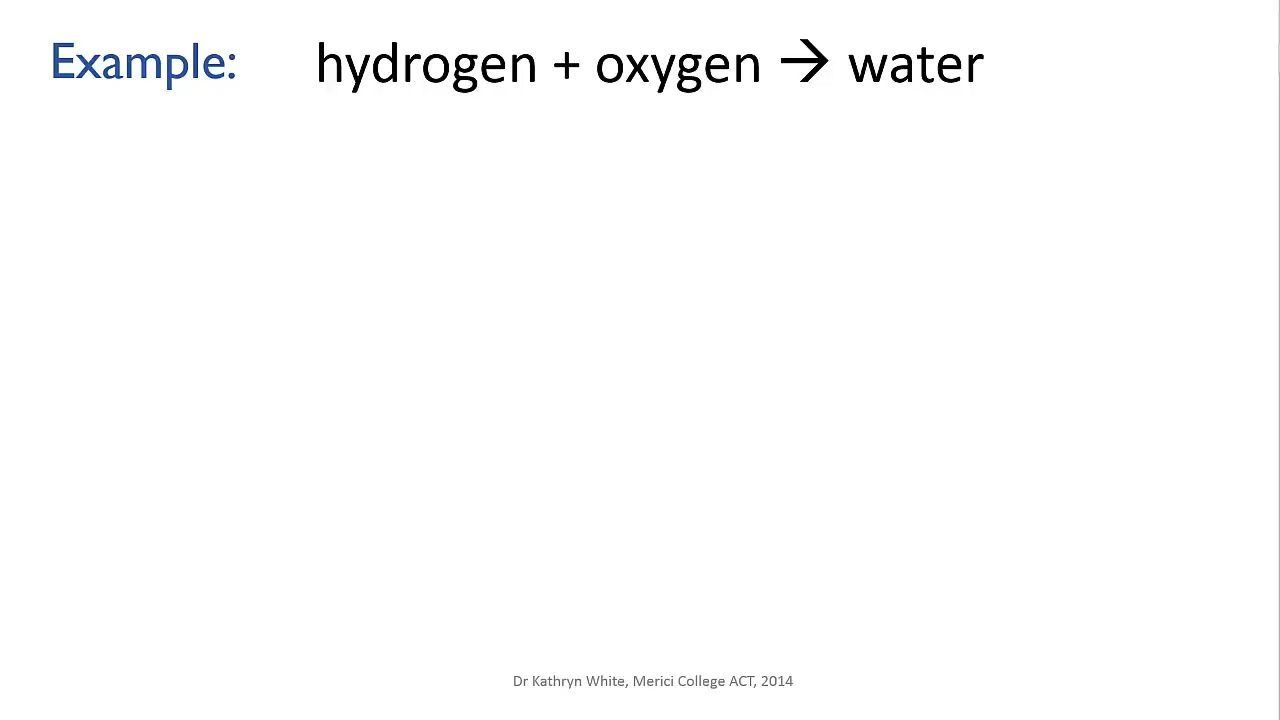 Example: hydrogen + oxygen → water
Dr Kathryn White, Merici College ACT, 2014